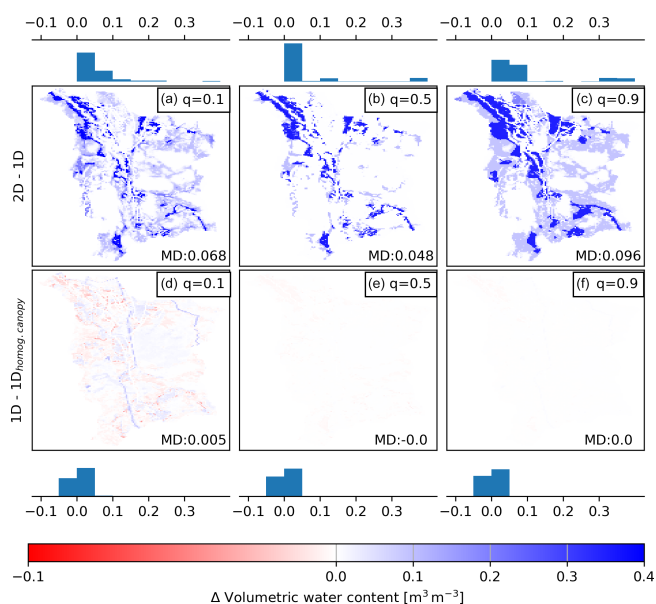 −0.1 0.0 0.1 0.2 0.3 −0.1 0.0 0.1 0.2 0.3 −0.1 0.0 0.1 0.2 0.3
2D - 1D
(a) q=0.1
MD:0.068
(b) q=0.5
MD:0.048
(c) q=0.9
MD:0.096
1D - 1Dhomog. canopy
(d) q=0.1
MD:0.005
(e) q=0.5
MD:-0.0
(f) q=0.9
MD:0.0
−0.1 0.0 0.1 0.2 0.3 −0.1 0.0 0.1 0.2 0.3 −0.1 0.0 0.1 0.2 0.3
−0.1 0.0 0.1 0.2 0.3 0.4
Δ Volumetric water content [m³ m⁻³]